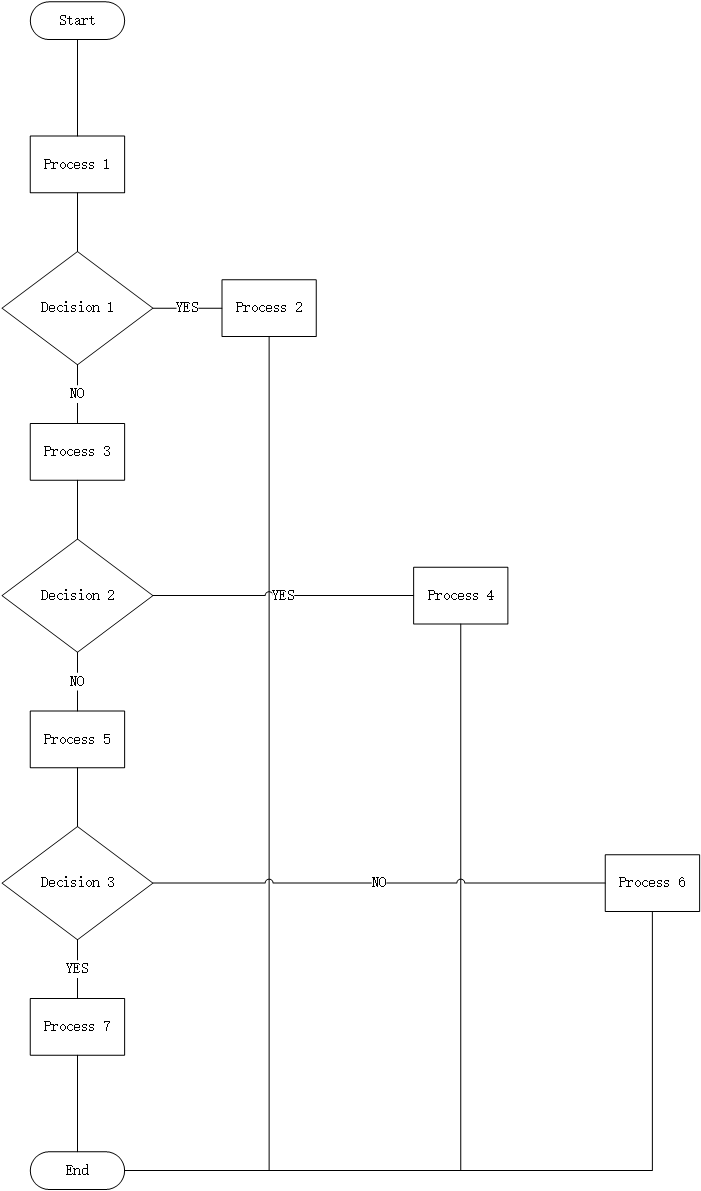 Start
Process 1
Decision 1
YES
Process 2
NO
Process 3
Decision 2
YES
Process 4
NO
Process 5
Decision 3
NO
Process 6
YES
Process 7
End